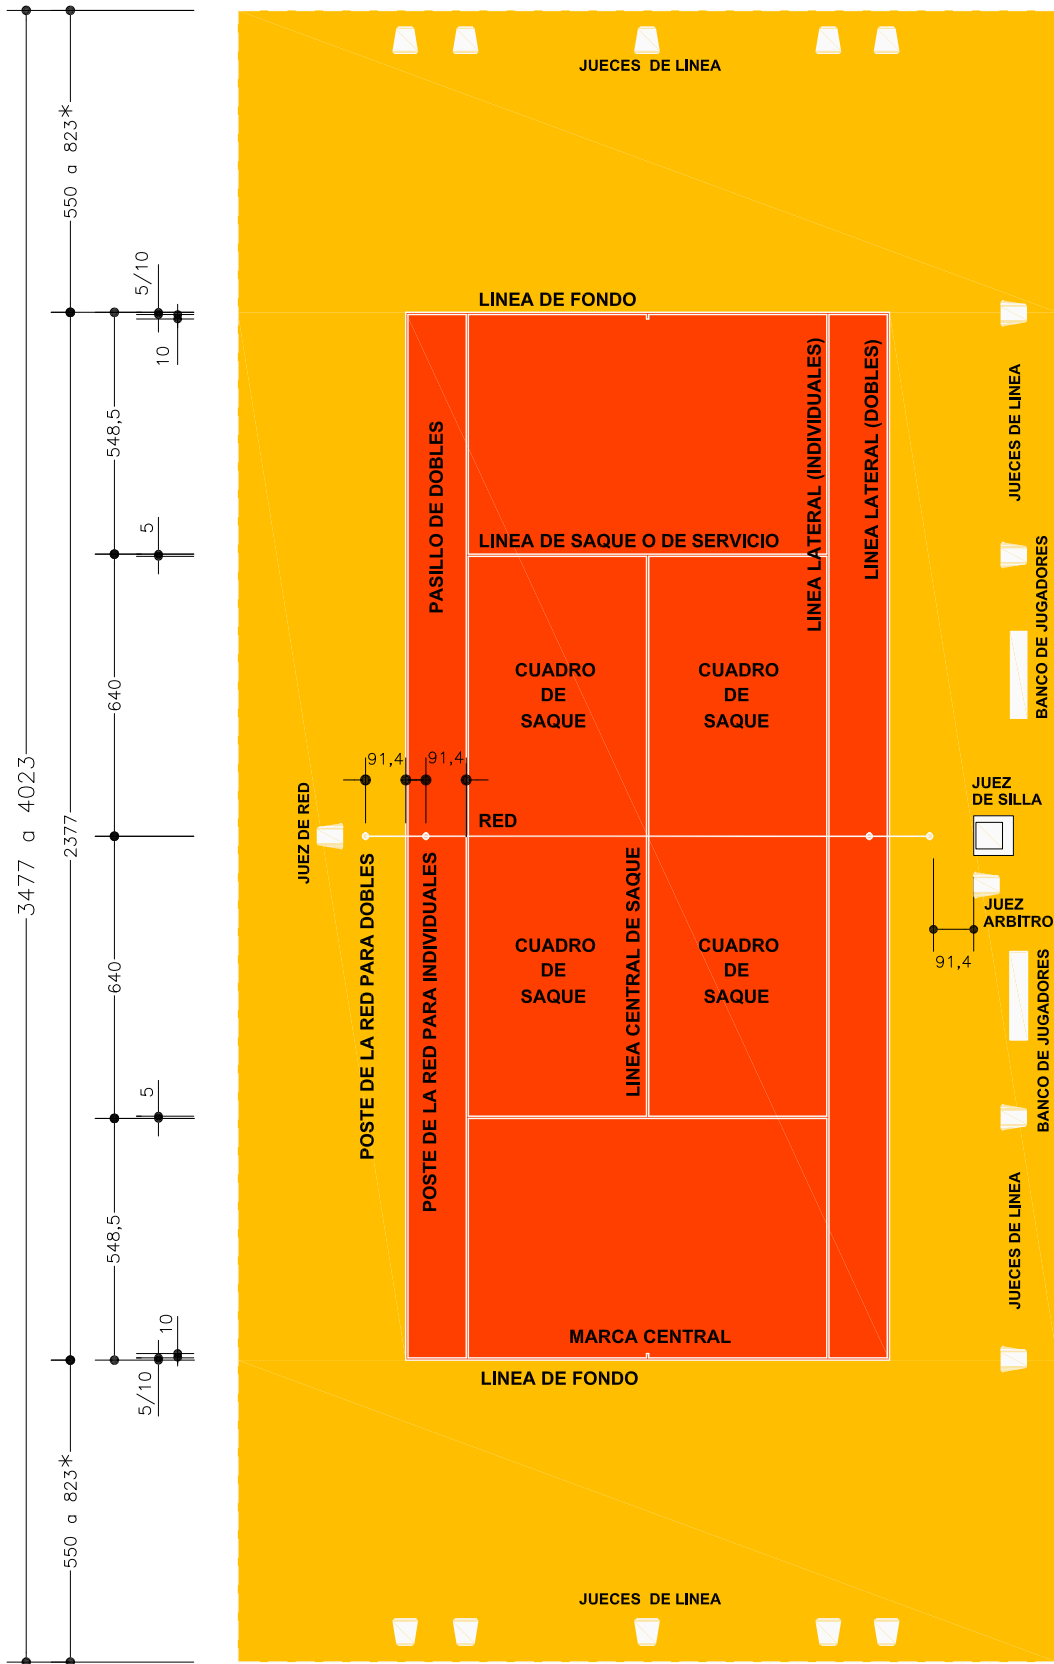 JUECES DE LINEA
550 a 823*
5/10
LINEA DE FONDO
10
548,5
PASILLO DE DOBLES
LINEA LATERAL (INDIVIDUALES)
LINEA LATERAL (DOBLES)
JUECES DE LINEA
5
LINEA DE SAQUE O DE SERVICIO
BANCO DE JUGADORES
640
CUADRO
DE
SAQUE
CUADRO
DE
SAQUE
91,4
91,4
3477 a 4023
2377
JUEZ DE RED
RED
JUEZ
DE SILLA
POSTE DE LA RED PARA DOBLES
POSTE DE LA RED PARA INDIVIDUALES
LINEA CENTRAL DE SAQUE
JUEZ
ARBITRO
91,4
640
CUADRO
DE
SAQUE
CUADRO
DE
SAQUE
BANCO DE JUGADORES
5
548,5
JUECES DE LINEA
10
MARCA CENTRAL
5/10
LINEA DE FONDO
550 a 823*
JUECES DE LINEA